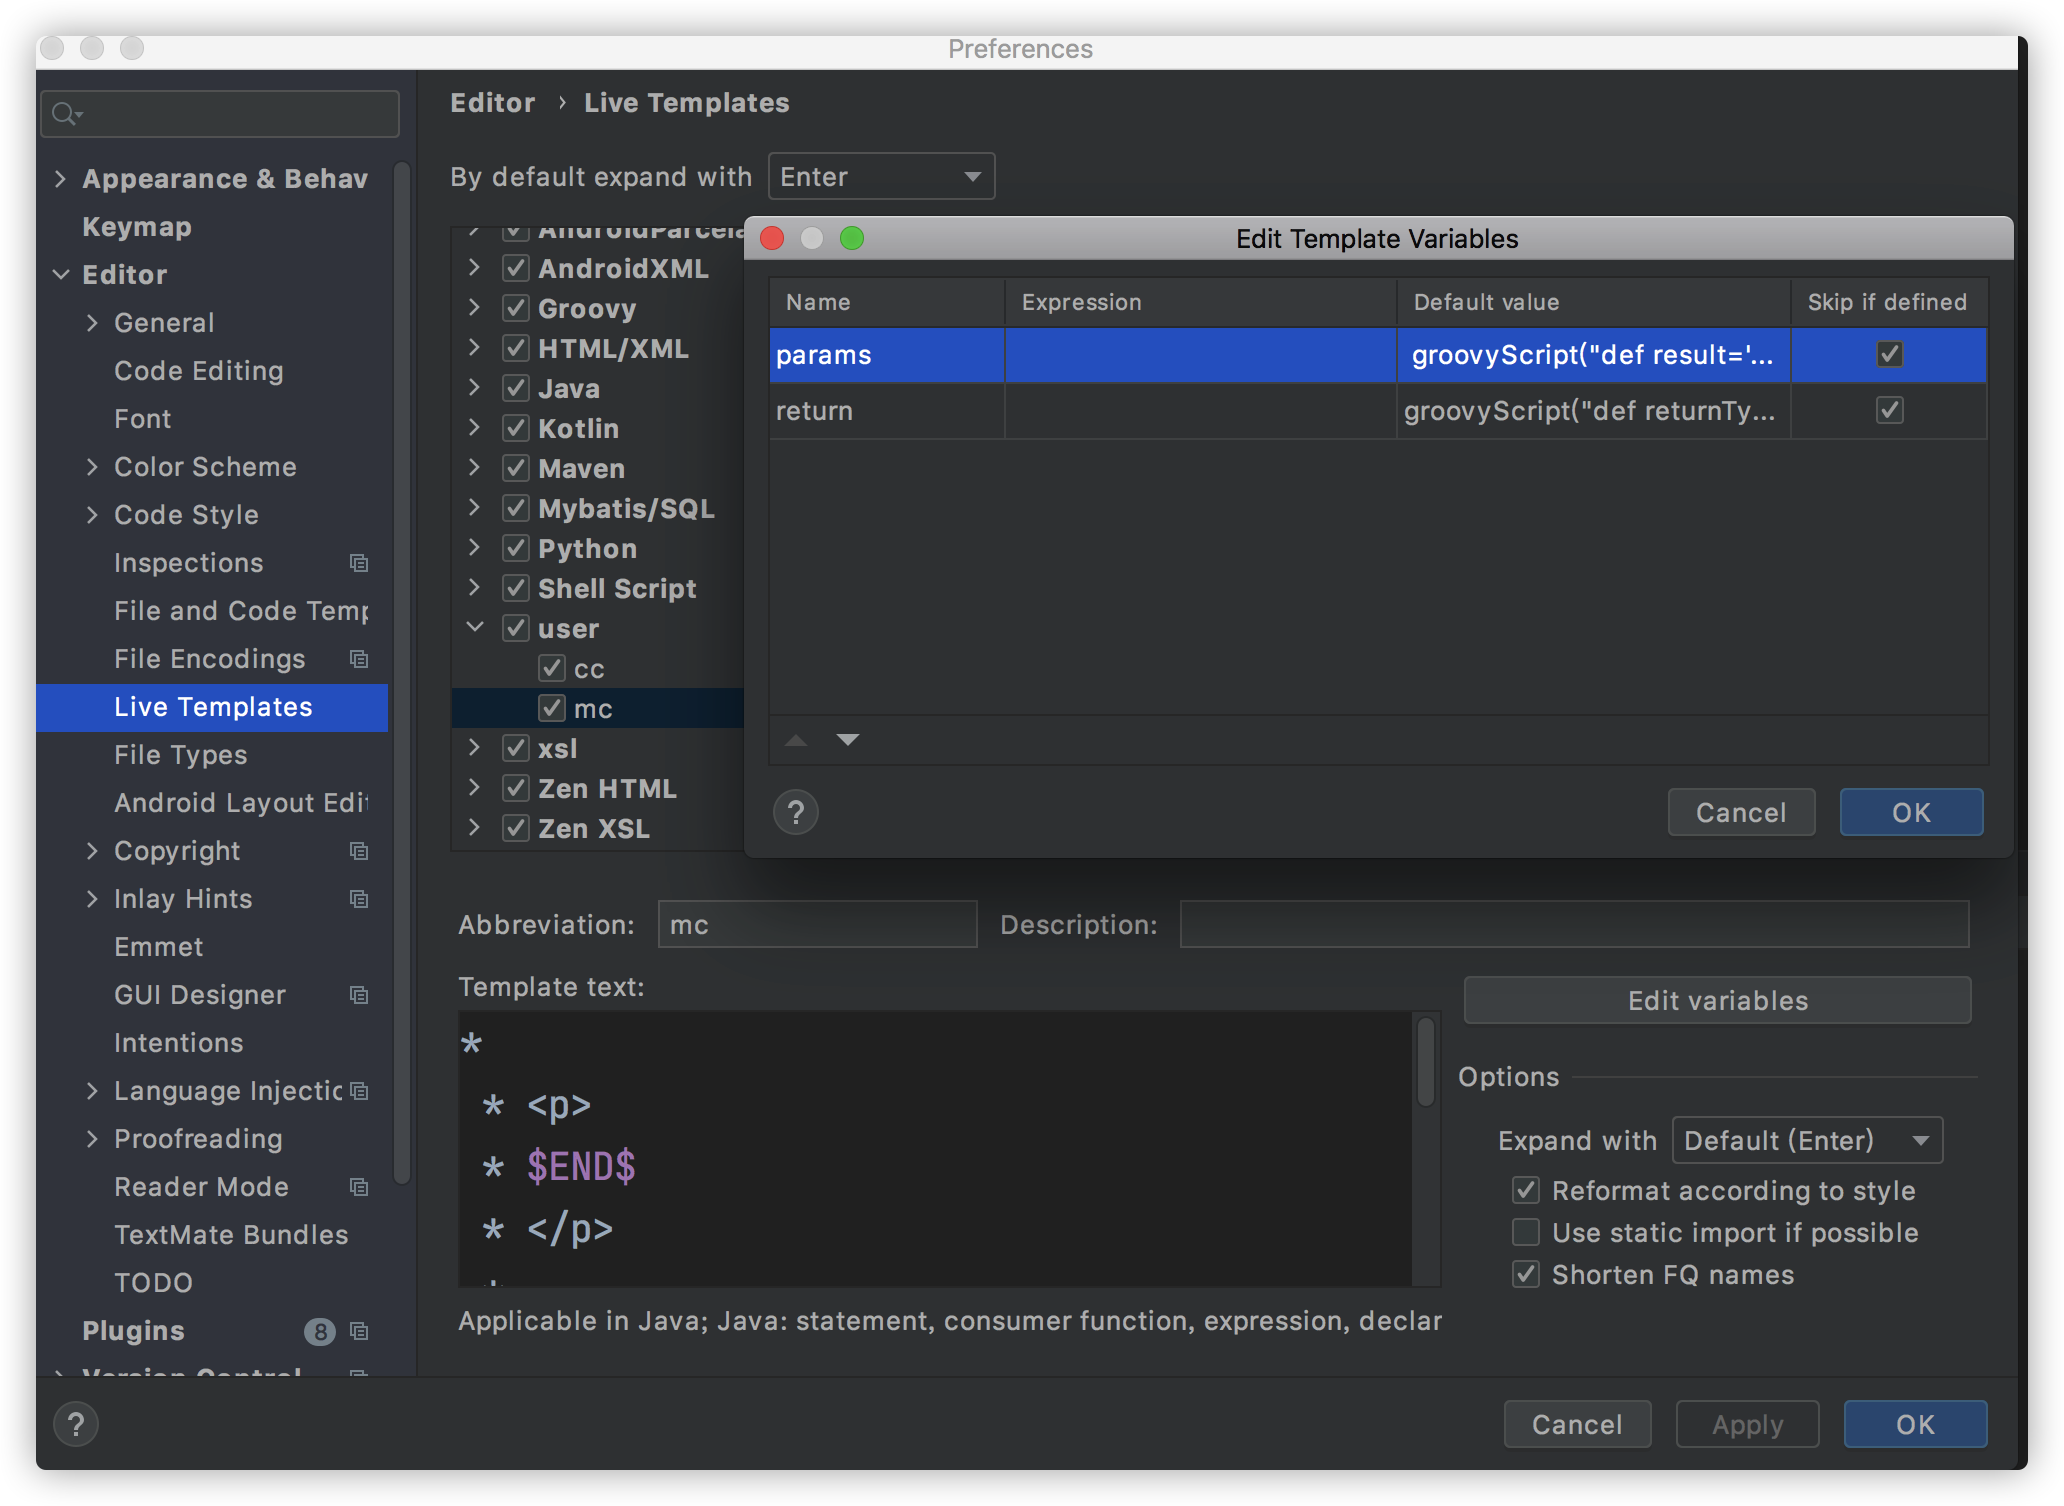 Preferences
Editor › Live Templates
By default expand with Enter
Appearance & Behav
Keymap
Editor
General
Code Editing
Font
Color Scheme
Code Style
Inspections
File and Code Temp
File Encodings
Live Templates
File Types
Android Layout Edit
Copyright
Inlay Hints
Emmet
GUI Designer
Intentions
Language Injectic
Proofreading
Reader Mode
TextMate Bundles
TODO
Plugins 8
Version Control
AndroidParcela
AndroidXML
Groovy
HTML/XML
Java
Kotlin
Maven
Mybatis/SQL
Python
Shell Script
user
cc
mc
xsl
Zen HTML
Zen XSL
Edit Template Variables
Name Expression Default value Skip if defined
params groovyScript("def result='...
return groovyScript("def returnTy...
?
Cancel OK
Abbreviation: mc Description:
Template text:
*
* <p>
* $END$
* </p>
*
Edit variables
Options
Expand with Default (Enter)
Reformat according to style
Use static import if possible
Shorten FQ names
Applicable in Java; Java: statement, consumer function, expression, declar
?
Cancel Apply OK